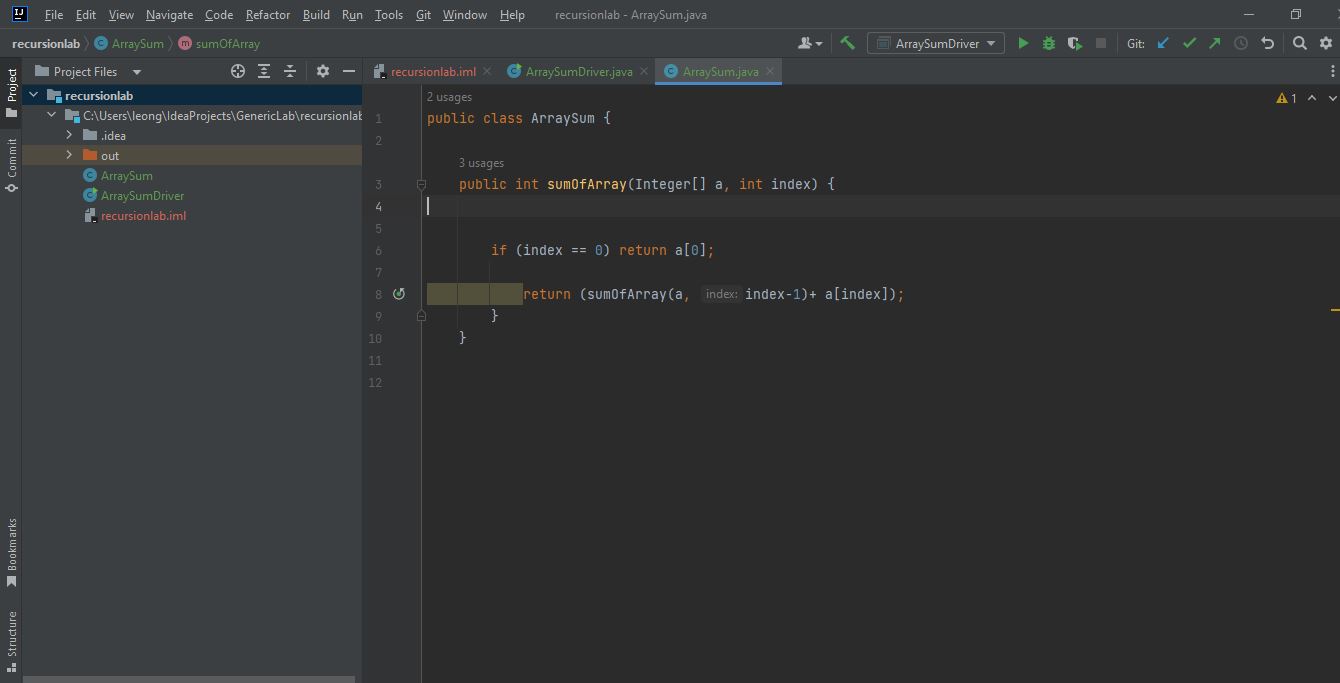 File Edit View Navigate Code Refactor Build Run Tools Git Window Help recursionlab - ArraySum.java
recursionlab ArraySum sumOfArray ArraySumDriver Git:
Project Files
recursionlab.iml ArraySumDriver.java ArraySum.java
Project
Commit
Bookmarks
Structure
recursionlab
C:\Users\leong\IdeaProjects\GenericLab\recursionlab
.idea
out
ArraySum
ArraySumDriver
recursionlab.iml
2 usages
1
1 public class ArraySum {
2
3 usages
3 public int sumOfArray(Integer[] a, int index) {
4
5
6 if (index == 0) return a[0];
7
8 return (sumOfArray(a, index: index-1)+ a[index]);
9 }
10 }
11
12